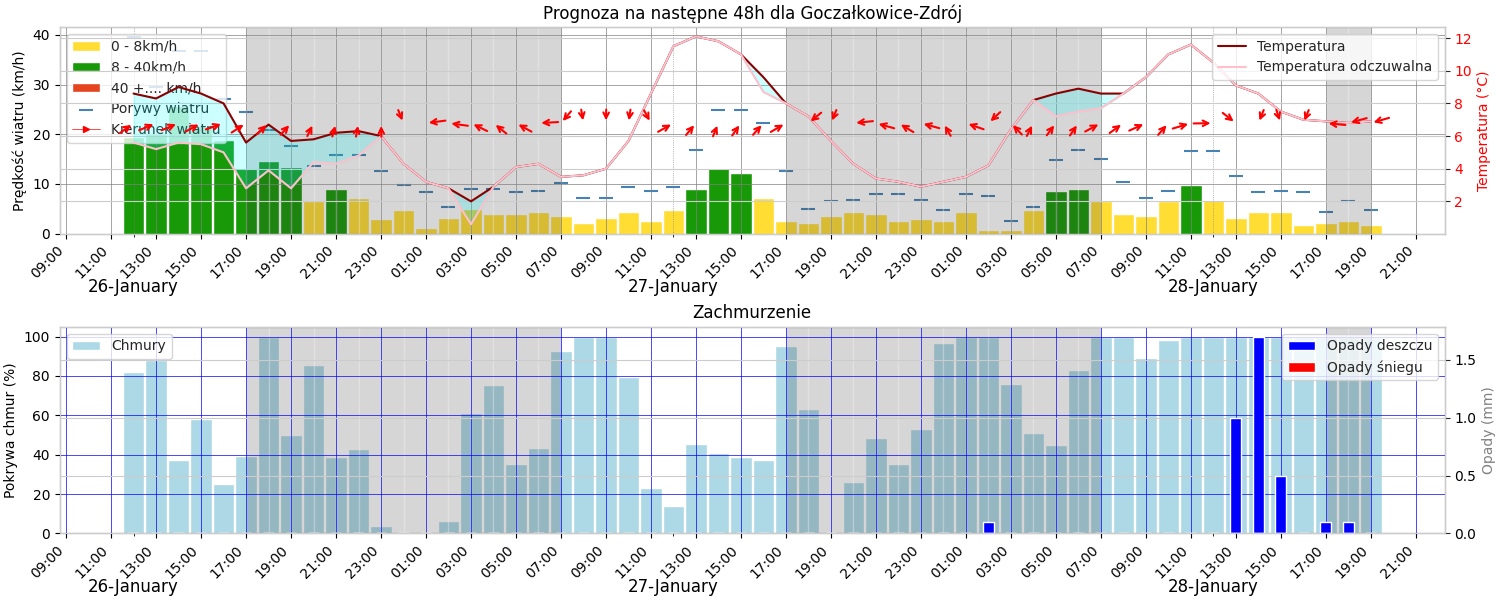 Prognoza na następne 48h dla Goczałkowice-Zdrój
Prędkość wiatru (km/h)
40
30
20
10
0
0 - 8km/h
8 - 40km/h
40 +.... km/h
Porywy wiatru
Kierunek wiatru
Temperatura
Temperatura odczuwalna
12
10
8
6
4
2
Temperatura (°C)
09:00 11:00 13:00 15:00 17:00 19:00 21:00 23:00 01:00 03:00 05:00 07:00 09:00 11:00 13:00 15:00 17:00 19:00 21:00 23:00 01:00 03:00 05:00 07:00 09:00 11:00 13:00 15:00 17:00 19:00 21:00
26-January 27-January 28-January
Zachmurzenie
Pokrywa chmur (%)
100
80
60
40
20
0
Chmury
Opady deszczu
Opady śniegu
1.5
1.0
0.5
0.0
Opady (mm)
09:00 11:00 13:00 15:00 17:00 19:00 21:00 23:00 01:00 03:00 05:00 07:00 09:00 11:00 13:00 15:00 17:00 19:00 21:00 23:00 01:00 03:00 05:00 07:00 09:00 11:00 13:00 15:00 17:00 19:00 21:00
26-January 27-January 28-January